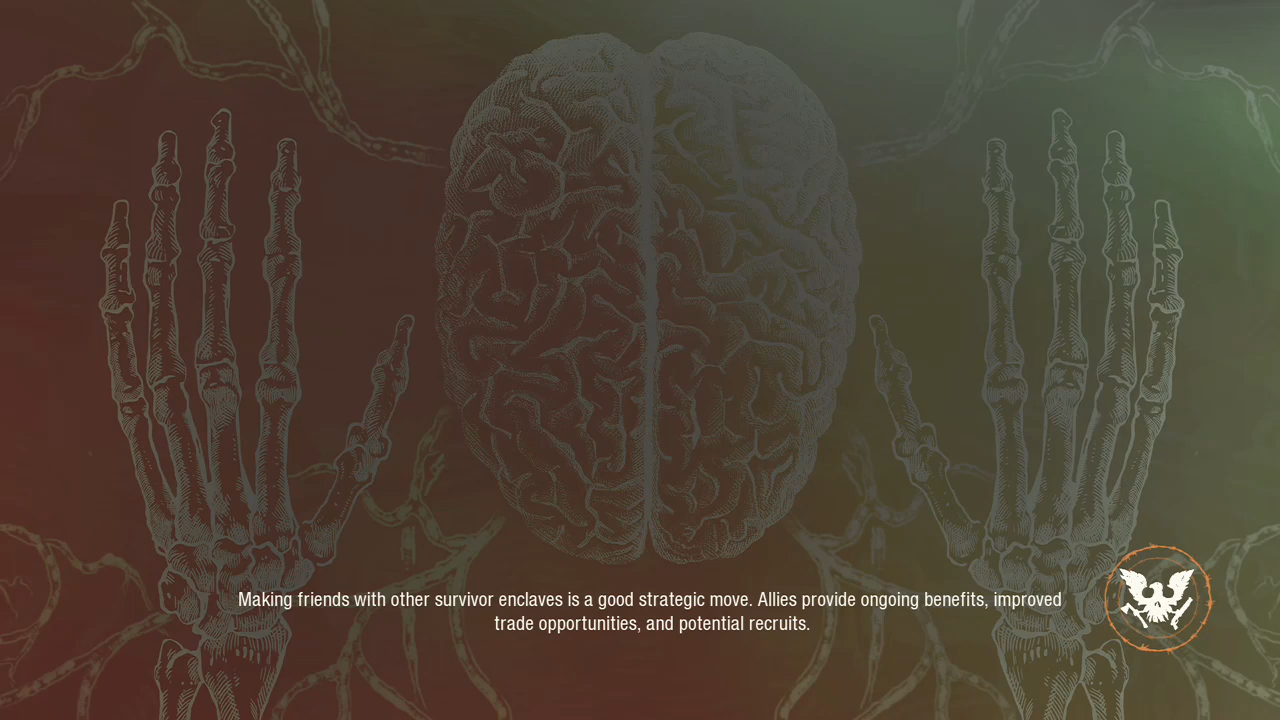 Making friends with other survivor enclaves is a good strategic move. Allies provide ongoing benefits, improved
trade opportunities, and potential recruits.